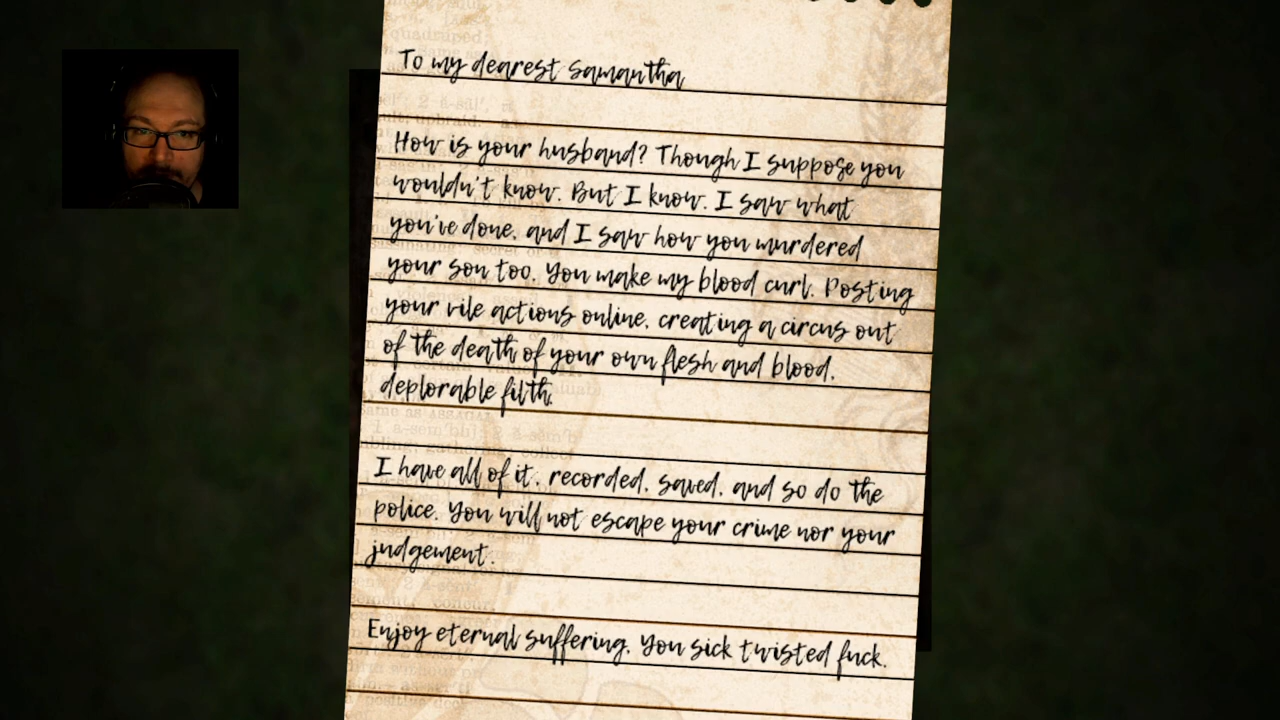 To my dearest Samantha
How is your husband? Though I suppose you
wouldn't know. But I know. I saw what
you've done, and I saw how you murdered
your son too. You make my blood curl. Posting
your vile actions online, creating a circus out
of the death of your own flesh and blood,
deplorable filth.
I have all of it, recorded, saved, and so do the
police. You will not escape your crime nor your
judgement.
Enjoy eternal suffering. You sick twisted fuck.